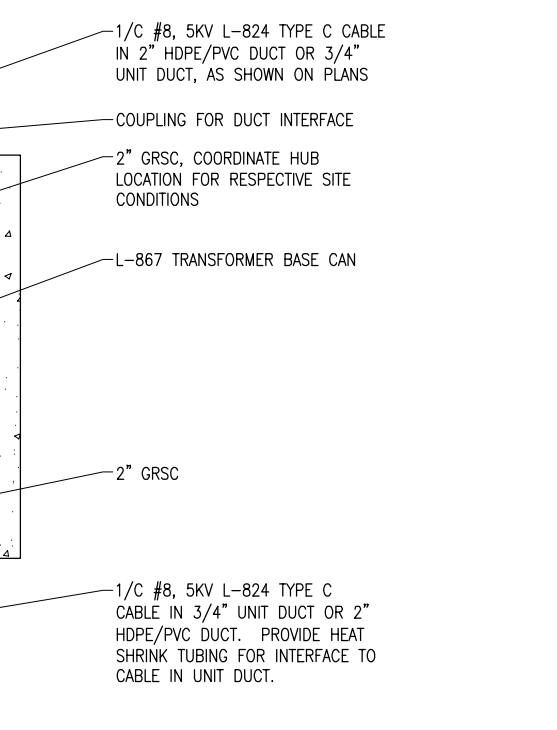 1/C #8, 5KV L-824 TYPE C CABLE
IN 2" HDPE/PVC DUCT OR 3/4"
UNIT DUCT, AS SHOWN ON PLANS
COUPLING FOR DUCT INTERFACE
2" GRSC, COORDINATE HUB
LOCATION FOR RESPECTIVE SITE
CONDITIONS
L-867 TRANSFORMER BASE CAN
2" GRSC
1/C #8, 5KV L-824 TYPE C
CABLE IN 3/4" UNIT DUCT OR 2"
HDPE/PVC DUCT.  PROVIDE HEAT
SHRINK TUBING FOR INTERFACE TO
CABLE IN UNIT DUCT.